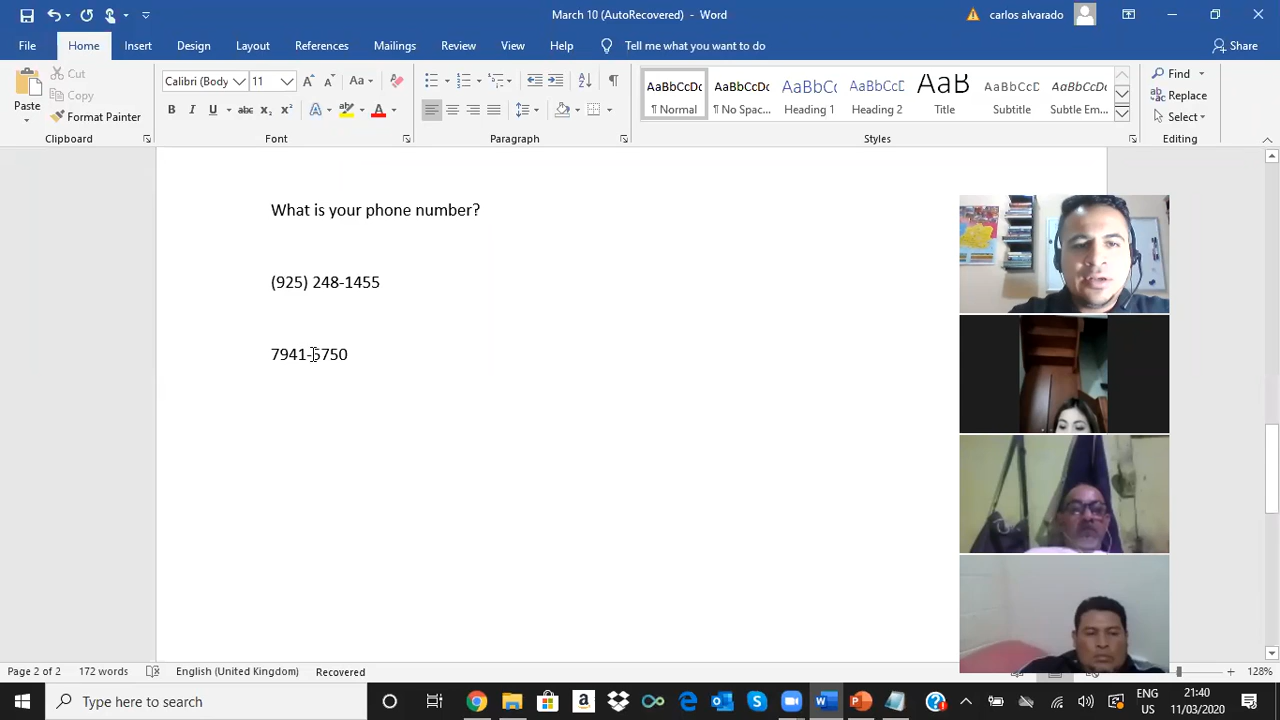 March 10 (AutoRecovered) - Word
carlos alvarado
File Home Insert Design Layout References Mailings Review View Help Tell me what you want to do Share
Paste
Cut
Copy
Format Painter
Calibri (Body 11
AaBbCcDc
¶ Normal
AaBbCcDc
¶ No Spac...
AaBbCc
Heading 1
AaBbCcC
Heading 2
AaB
Title
AaBbCcC
Subtitle
AaBbCcDc
Subtle Em...
Find
Replace
Select
Clipboard Font Paragraph Styles Editing
What is your phone number?
(925) 248-1455
7941-5750
Page 2 of 2 172 words English (United Kingdom) Recovered 128%
Type here to search
ENG
US
21:40
11/03/2020